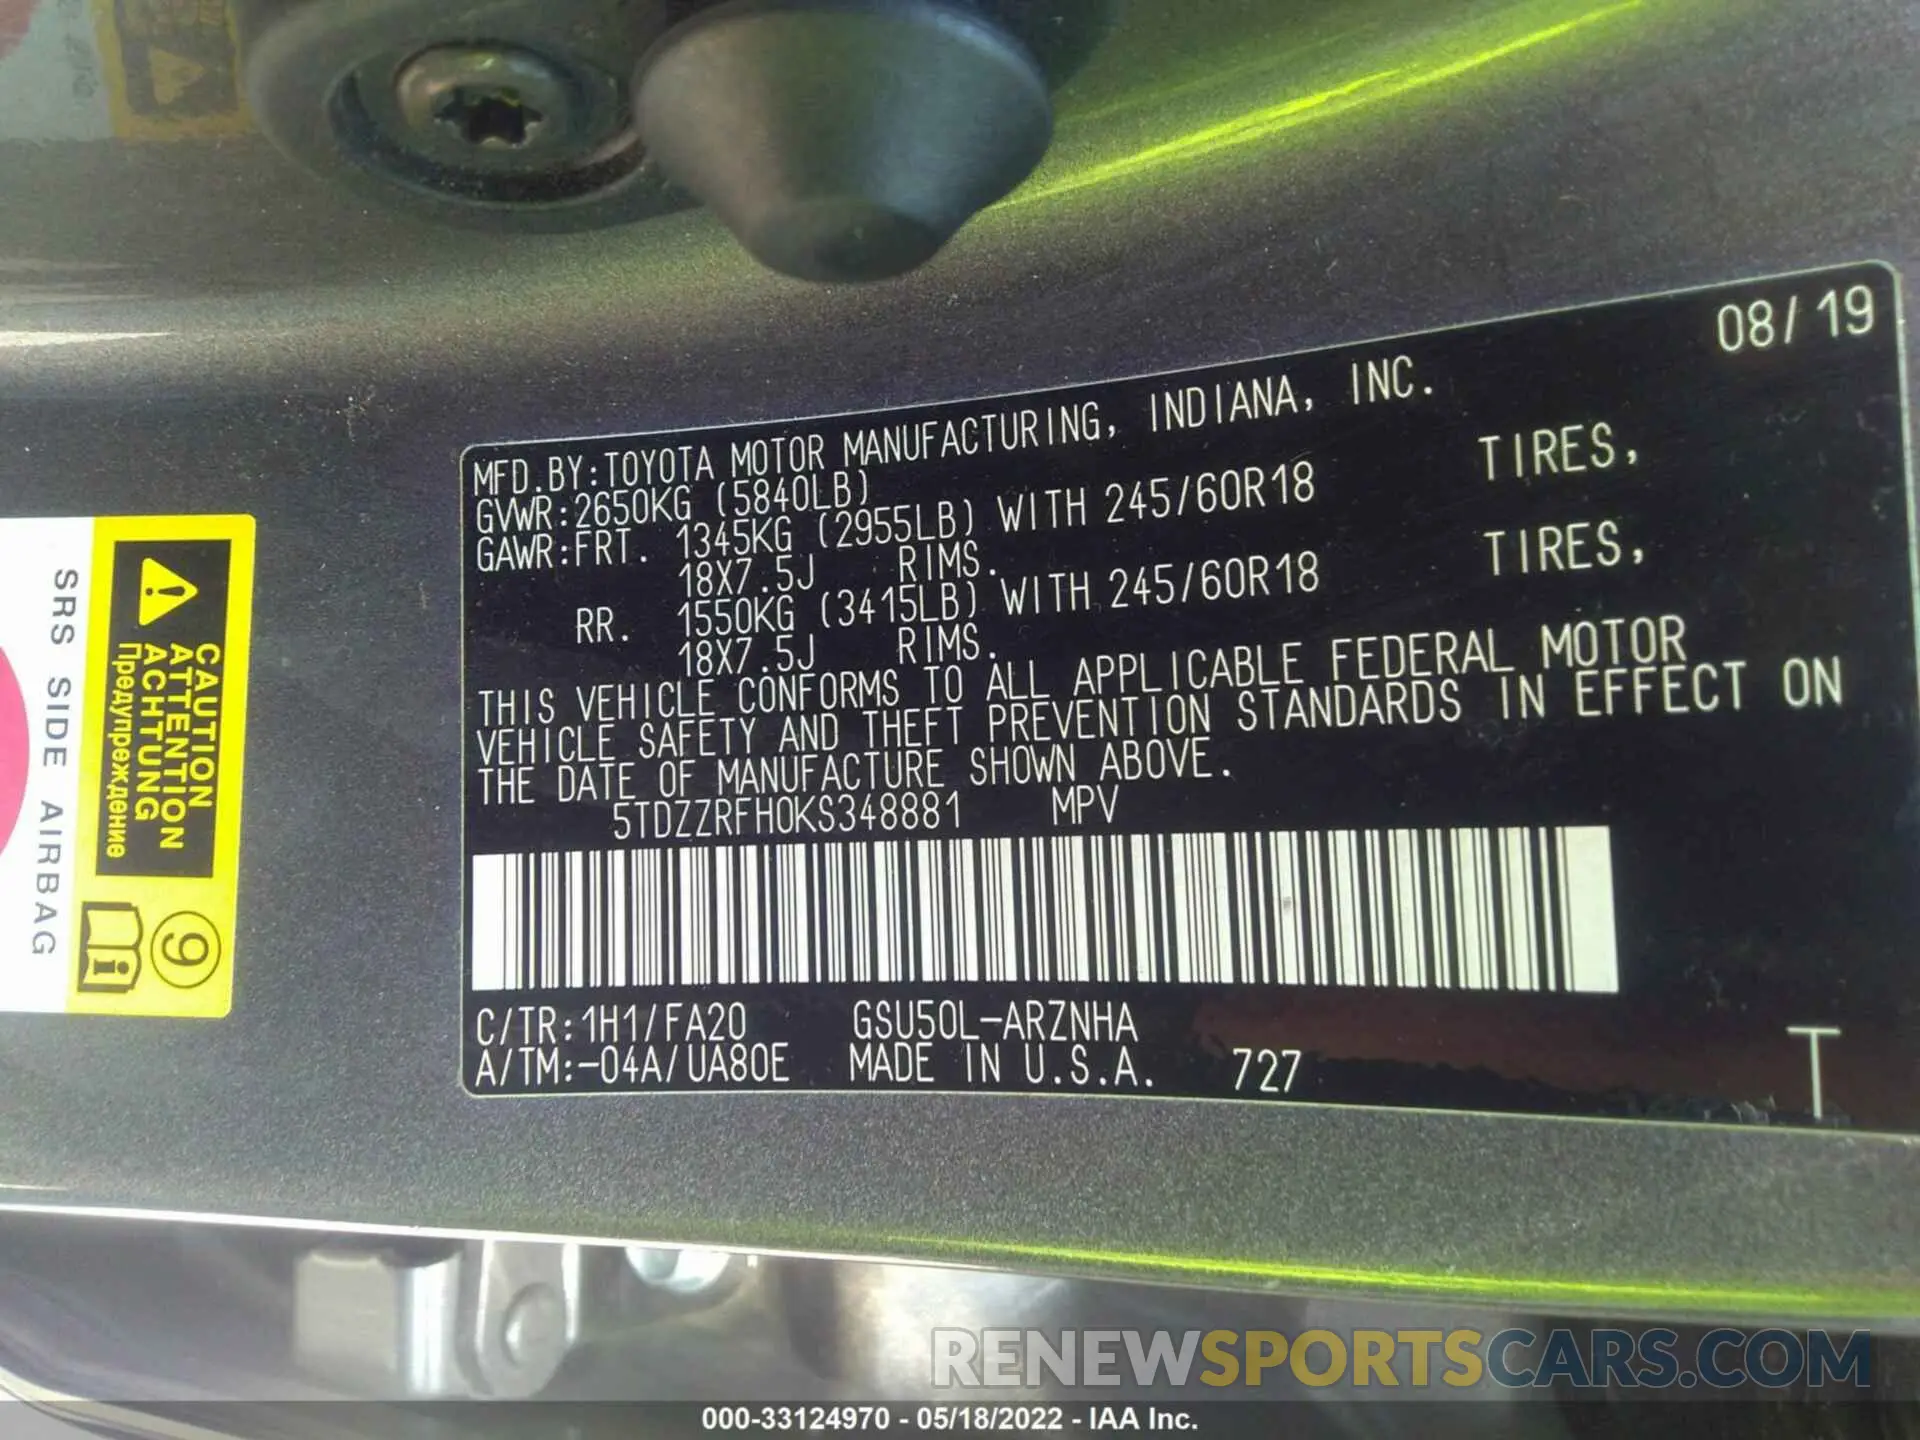 08/19
MFD.BY:TOYOTA MOTOR MANUFACTURING, INDIANA, INC.
GVWR:2650KG (5840LB)
GAWR:FRT. 1345KG (2955LB) WITH 245/60R18 TIRES,
18X7.5J RIMS.
RR. 1550KG (3415LB) WITH 245/60R18 TIRES,
18X7.5J RIMS.
THIS VEHICLE CONFORMS TO ALL APPLICABLE FEDERAL MOTOR
VEHICLE SAFETY AND THEFT PREVENTION STANDARDS IN EFFECT ON
THE DATE OF MANUFACTURE SHOWN ABOVE.
5TDZZRFH0KS348881 MPV
C/TR:1H1/FA20 GSU50L-ARZNHA
A/TM:-04A/UA80E MADE IN U.S.A. 727
T
CAUTION
ATTENTION
ACHTUNG
Предупреждение
9
i
SRS SIDE AIRBAG
RENEWSPORTSCARS.COM
000-33124970 - 05/18/2022 - IAA Inc.